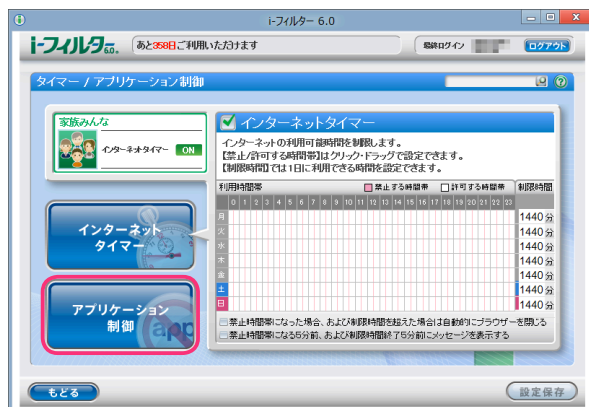 i-フィルター 6.0
i-フィルター6.0 あと358日ご利用いただけます 最終ログイン ログアウト
タイマー / アプリケーション制御
家族みんな
インターネットタイマー ON
インターネットタイマー
インターネットの利用可能時間を制限します。
【禁止/許可する時間帯】はクリック・ドラッグで設定できます。
【制限時間】では1日に利用できる時間を設定できます。
利用時間帯 禁止する時間帯 許可する時間帯 制限時間
0 1 2 3 4 5 6 7 8 9 10 11 12 13 14 15 16 17 18 19 20 21 22 23
月 1440 分
火 1440 分
水 1440 分
木 1440 分
金 1440 分
土 1440 分
日 1440 分
禁止時間帯になった場合、および制限時間を超えた場合は自動的にブラウザーを閉じる
禁止時間帯になる5分前、および制限時間終了5分前にメッセージを表示する
インターネット
タイマー
アプリケーション
制御
app
もどる
設定保存